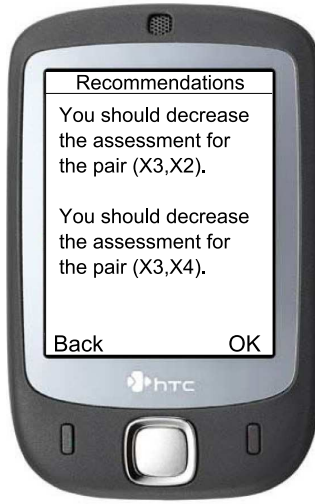 Recommendations
You should decrease
the assessment for
the pair (X3,X2).
You should decrease
the assessment for
the pair (X3,X4).
Back OK
hTC